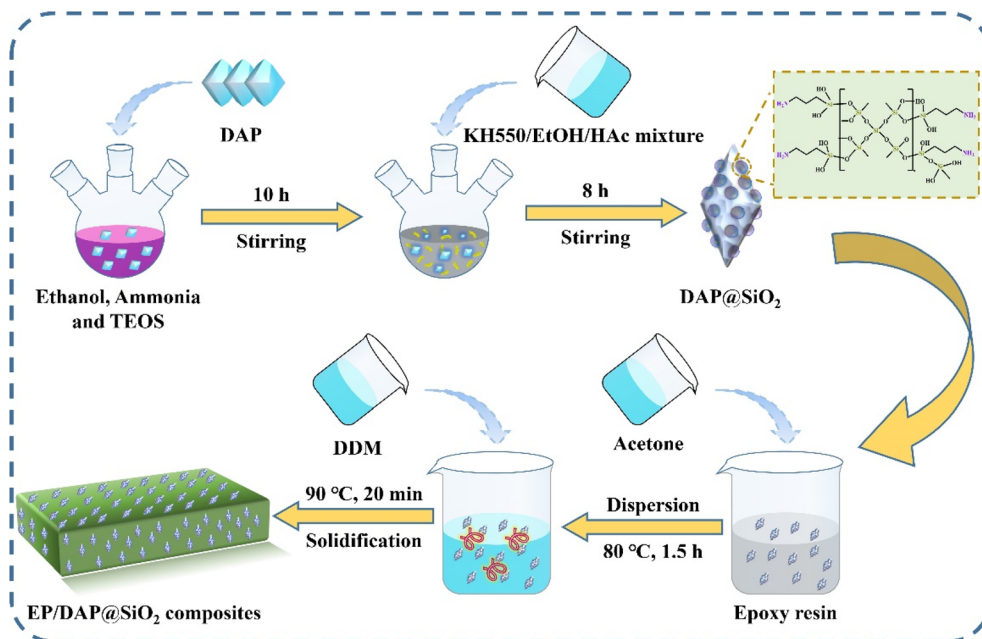 DAP
KH550/EtOH/HAc mixture
10 h
Stirring
8 h
Stirring
Ethanol, Ammonia
and TEOS
DAP@SiO₂
DDM
Acetone
90 ℃, 20 min
Solidification
Dispersion
80 ℃, 1.5 h
EP/DAP@SiO₂ composites
Epoxy resin